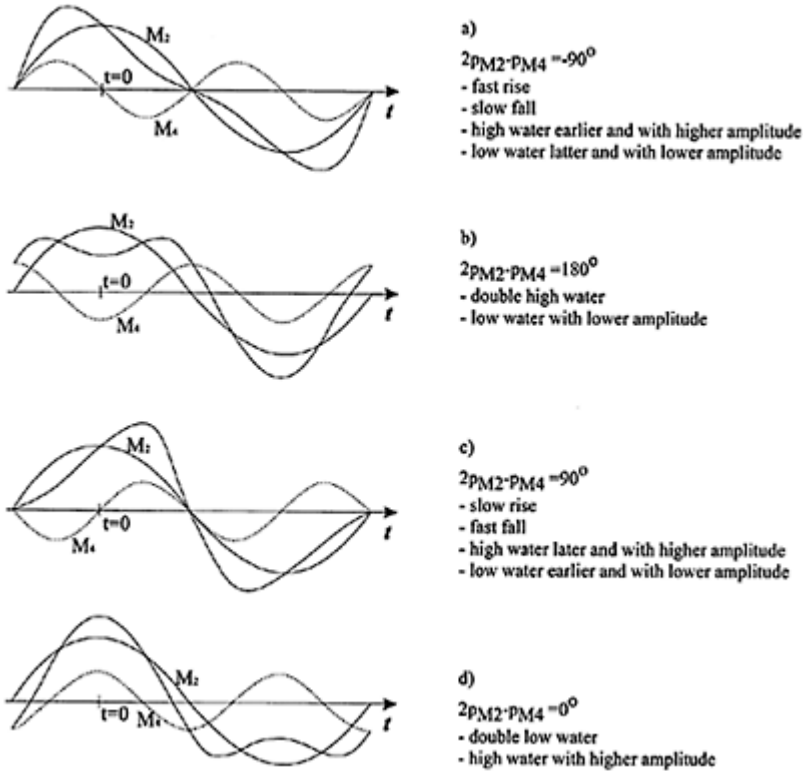 M₂
t=0
M₄
t
a)
2pM2-pM4 =-90°
- fast rise
- slow fall
- high water earlier and with higher amplitude
- low water latter and with lower amplitude
M₂
t=0
M₄
t
b)
2pM2-pM4 =180°
- double high water
- low water with lower amplitude
M₂
t=0
M₄
t
c)
2pM2-pM4 =90°
- slow rise
- fast fall
- high water later and with higher amplitude
- low water earlier and with lower amplitude
M₂
t=0
M₄
t
d)
2pM2-pM4 =0°
- double low water
- high water with higher amplitude